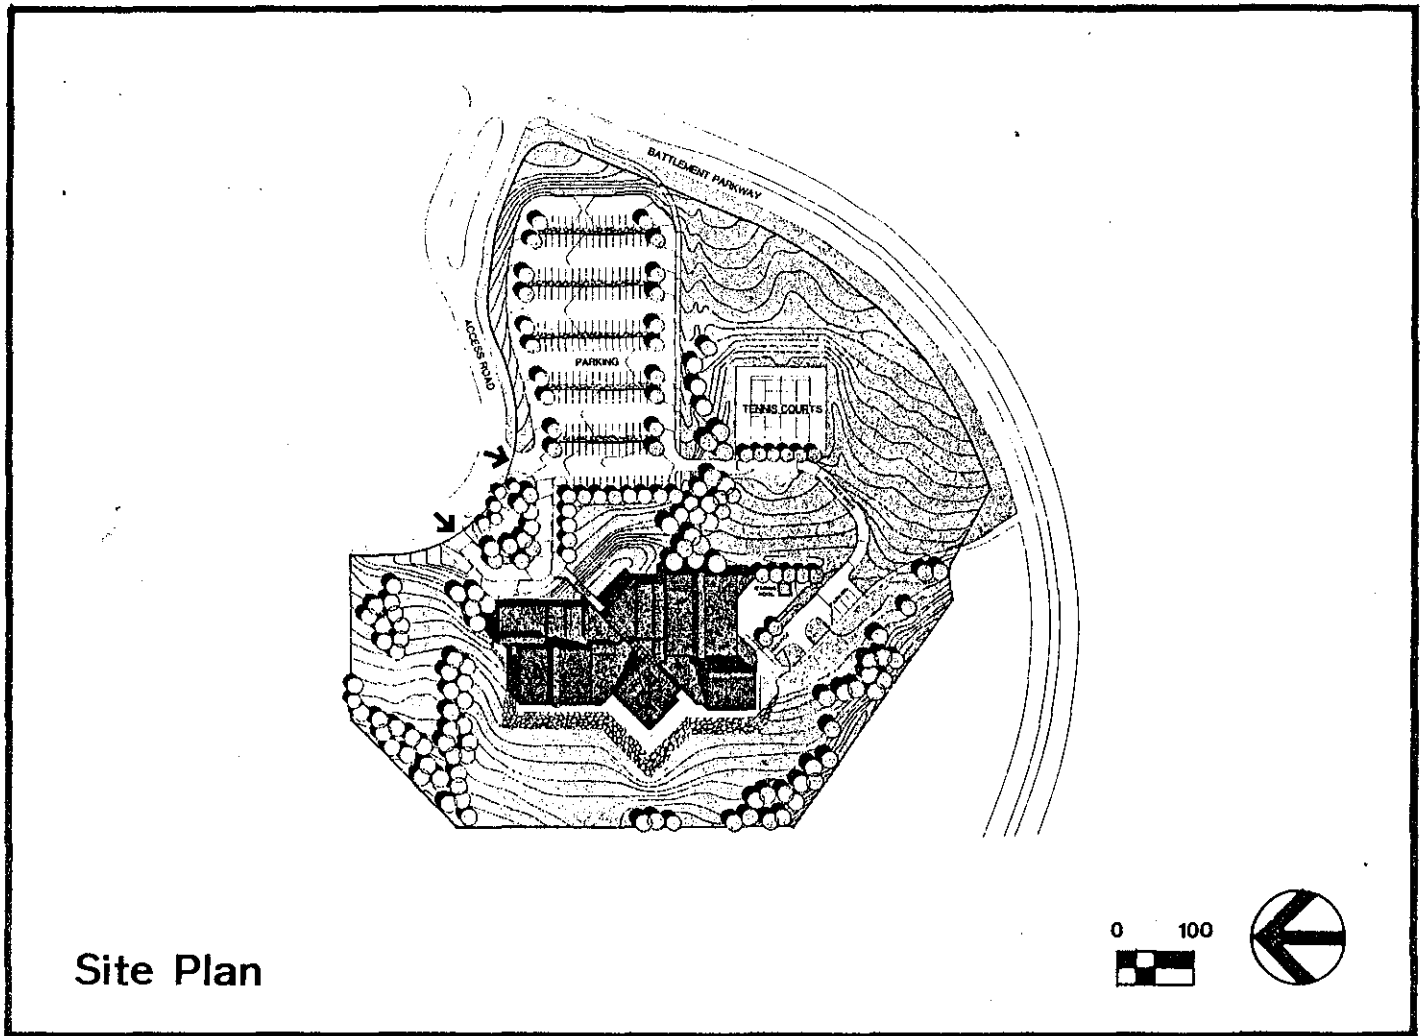 BATTLEMENT PARKWAY
ACCESS ROAD
PARKING
TENNIS COURTS
0 100
Site Plan